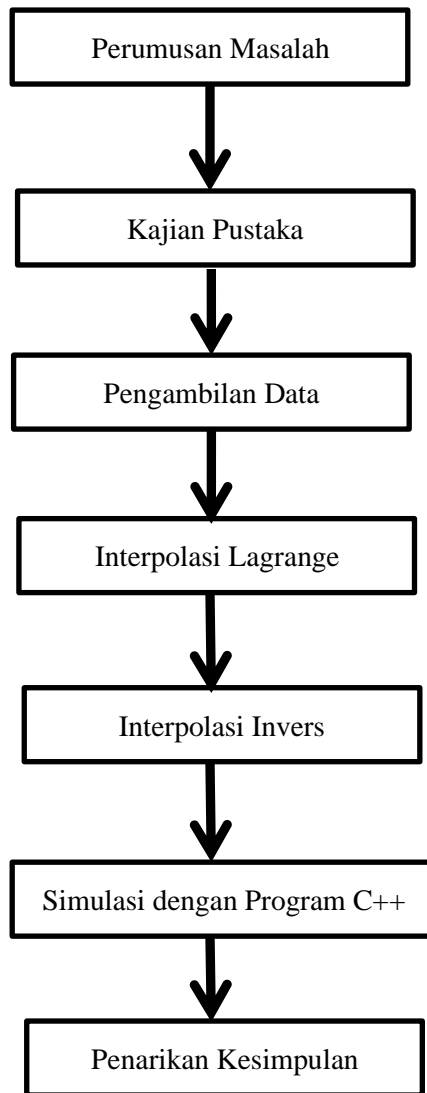 Perumusan Masalah
Kajian Pustaka
Pengambilan Data
Interpolasi Lagrange
Interpolasi Invers
Simulasi dengan Program C++
Penarikan Kesimpulan